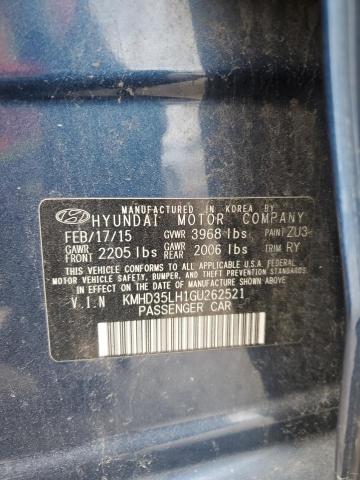 MANUFACTURED IN KOREA BY
HYUNDAI MOTOR COMPANY
FEB/17/15 GVWR 3968 lbs PAINT ZU3
GAWR FRONT 2205 lbs GAWR REAR 2006 lbs TRIM RY
THIS VEHICLE CONFORMS TO ALL APPLICABLE
U.S. FEDERAL MOTOR VEHICLE SAFETY, BUMPER, AND
THEFT PREVENTION STANDARDS IN EFFECT ON
THE DATE OF MANUFACTURE SHOWN ABOVE.
V.I.N KMHD35LH1GU262521
PASSENGER CAR